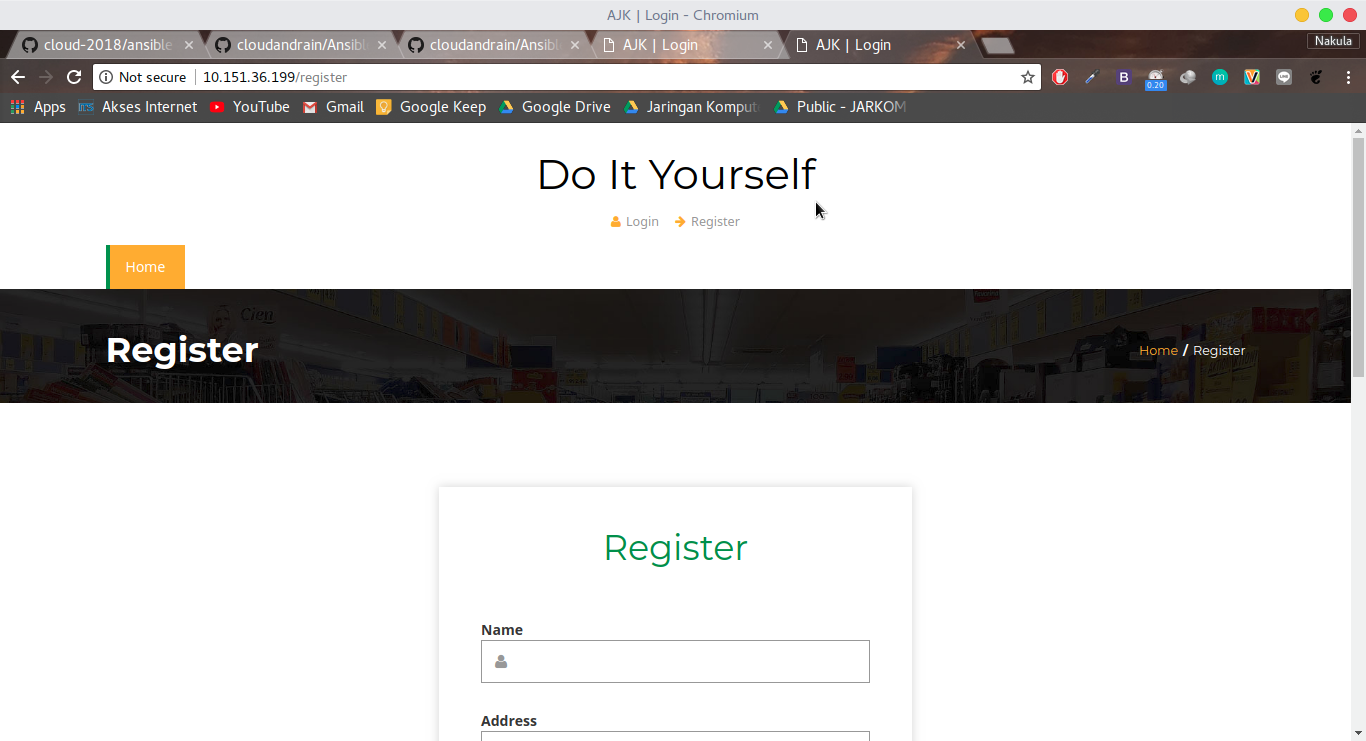 AJK | Login - Chromium
cloud-2018/ansible
cloudandrain/Ansibl
cloudandrain/Ansibl
AJK | Login
AJK | Login
Nakula
Not secure
10.151.36.199/register
0.20
Apps
Akses Internet
YouTube
Gmail
Google Keep
Google Drive
Jaringan Komput
Public - JARKOM
Do It Yourself
Login
Register
Home
Cien
Register
Home / Register
Register
Name
Address